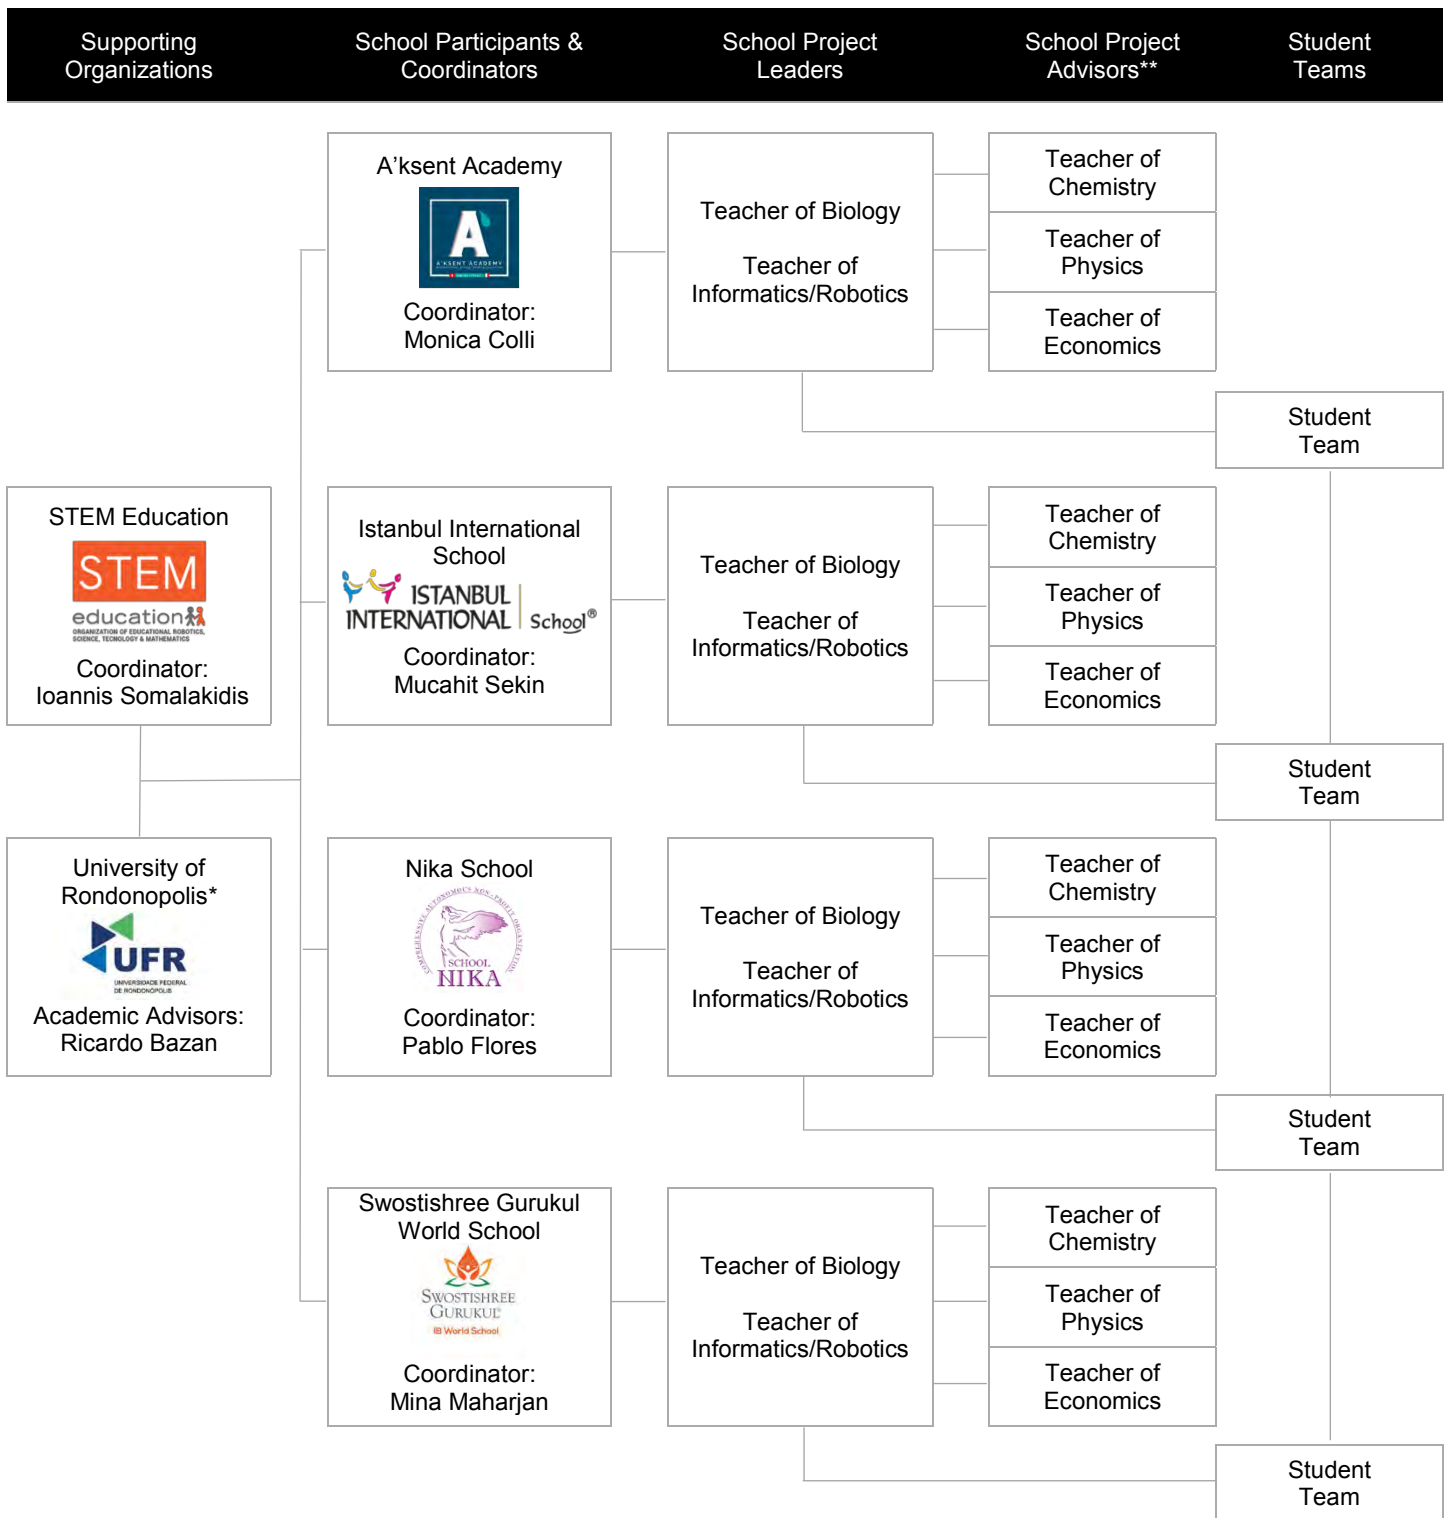 Supporting
Organizations
School Participants &
Coordinators
School Project
Leaders
School Project
Advisors**
Student
Teams
A'ksent Academy
A
A'KSENT ACADEMY
Coordinator:
Monica Colli
Teacher of Biology
Teacher of
Informatics/Robotics
Teacher of
Chemistry
Teacher of
Physics
Teacher of
Economics
Student
Team
STEM Education
STEM
education
ORGANIZATION OF EDUCATIONAL ROBOTICS,
SCIENCE, TECNOLOGY & MATHEMATICS
Coordinator:
Ioannis Somalakidis
Istanbul International
School
ISTANBUL
INTERNATIONAL School®
Coordinator:
Mucahit Sekin
Teacher of Biology
Teacher of
Informatics/Robotics
Teacher of
Chemistry
Teacher of
Physics
Teacher of
Economics
Student
Team
University of
Rondonopolis*
UFR
UNIVERSIDADE FEDERAL
DE RONDONÓPOLIS
Academic Advisors:
Ricardo Bazan
Nika School
COMPREHENSIVE AUTONOMOUS NON-PROFIT ORGANIZATION
SCHOOL
NIKA
Coordinator:
Pablo Flores
Teacher of Biology
Teacher of
Informatics/Robotics
Teacher of
Chemistry
Teacher of
Physics
Teacher of
Economics
Student
Team
Swostishree Gurukul
World School
SWOSTISHREE
GURUKUL
IB World School
Coordinator:
Mina Maharjan
Teacher of Biology
Teacher of
Informatics/Robotics
Teacher of
Chemistry
Teacher of
Physics
Teacher of
Economics
Student
Team